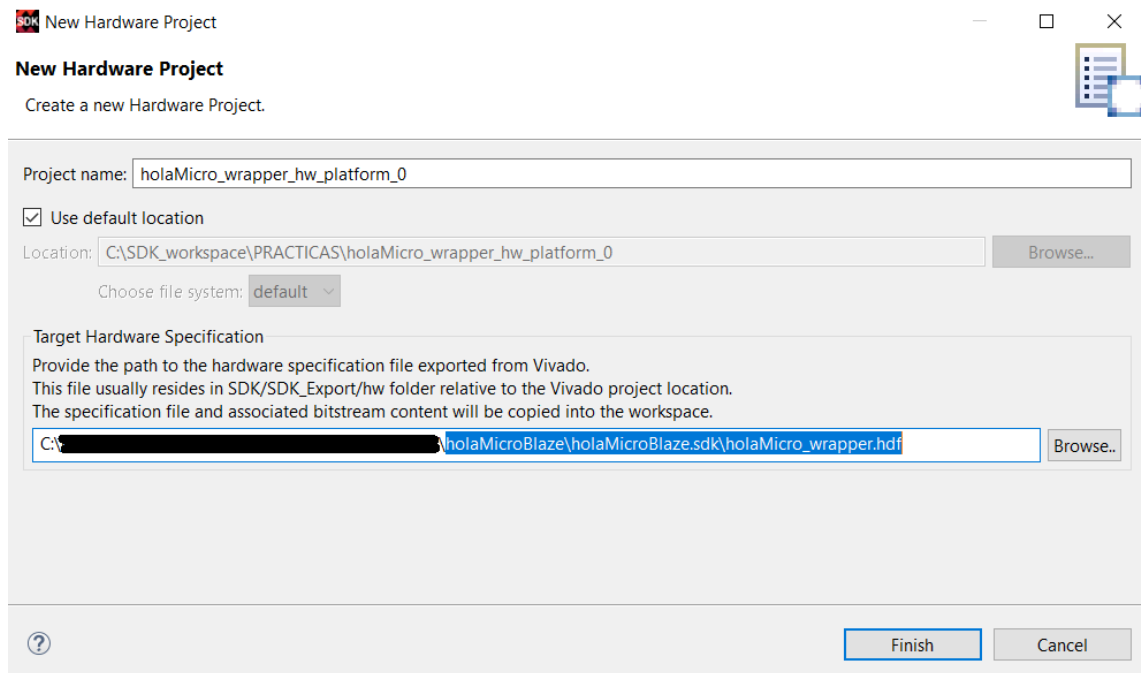 SDK New Hardware Project
New Hardware Project
Create a new Hardware Project.
Project name: holaMicro_wrapper_hw_platform_0
Use default location
Location: C:\SDK_workspace\PRACTICAS\holaMicro_wrapper_hw_platform_0 Browse...
Choose file system: default
Target Hardware Specification
Provide the path to the hardware specification file exported from Vivado.
This file usually resides in SDK/SDK_Export/hw folder relative to the Vivado project location.
The specification file and associated bitstream content will be copied into the workspace.
C:\ \holaMicroBlaze\holaMicroBlaze.sdk\holaMicro_wrapper.hdf Browse..
? Finish Cancel